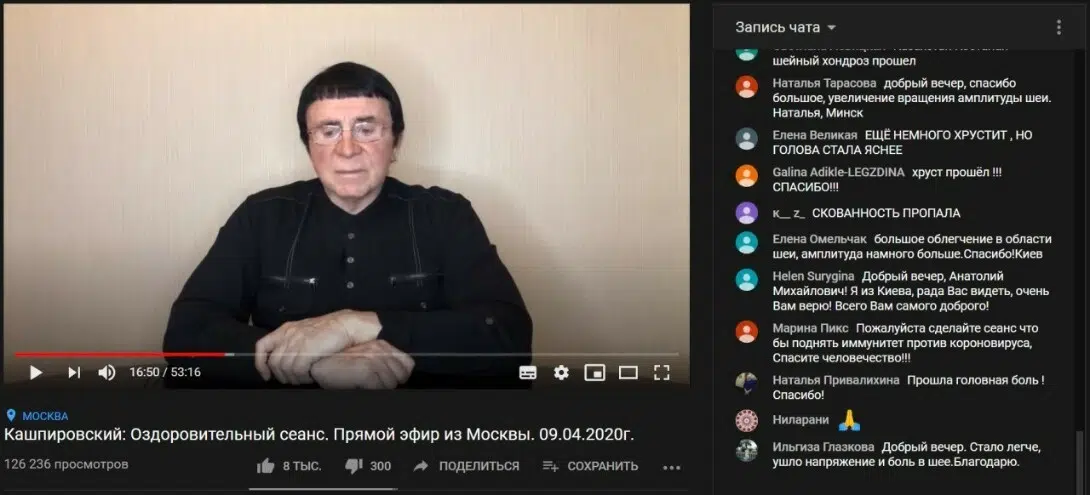 16:50 / 53:16
МОСКВА
Кашпировский: Оздоровительный сеанс. Прямой эфир из Москвы. 09.04.2020г.
126 236 просмотров
8 ТЫС.
300
ПОДЕЛИТЬСЯ
СОХРАНИТЬ
Запись чата
шейный хондроз прошел
Наталья Тарасова добрый вечер, спасибо
большое, увеличение вращения амплитуды шеи.
Наталья, Минск
Елена Великая ЕЩЁ НЕМНОГО ХРУСТИТ , НО
ГОЛОВА СТАЛА ЯСНЕЕ
Galina Adikle-LEGZDINA хруст прошёл !!!
СПАСИБО!!!
к__ z_ СКОВАННОСТЬ ПРОПАЛА
Елена Омельчак большое облегчение в области
шеи, амплитуда намного больше.Спасибо!Киев
Helen Surygina Добрый вечер, Анатолий
Михайлович! Я из Киева, рада Вас видеть, очень
Вам верю! Всего Вам самого доброго!
Марина Пикс Пожалуйста сделайте сеанс что
бы поднять иммунитет против короновируса,
Спасите человечество!!!
Наталья Привалихина Прошла головная боль !
Спасибо!
Ниларани 🙏
Ильгиза Глазкова Добрый вечер. Стало легче,
ушло напряжение и боль в шее.Благодарю.